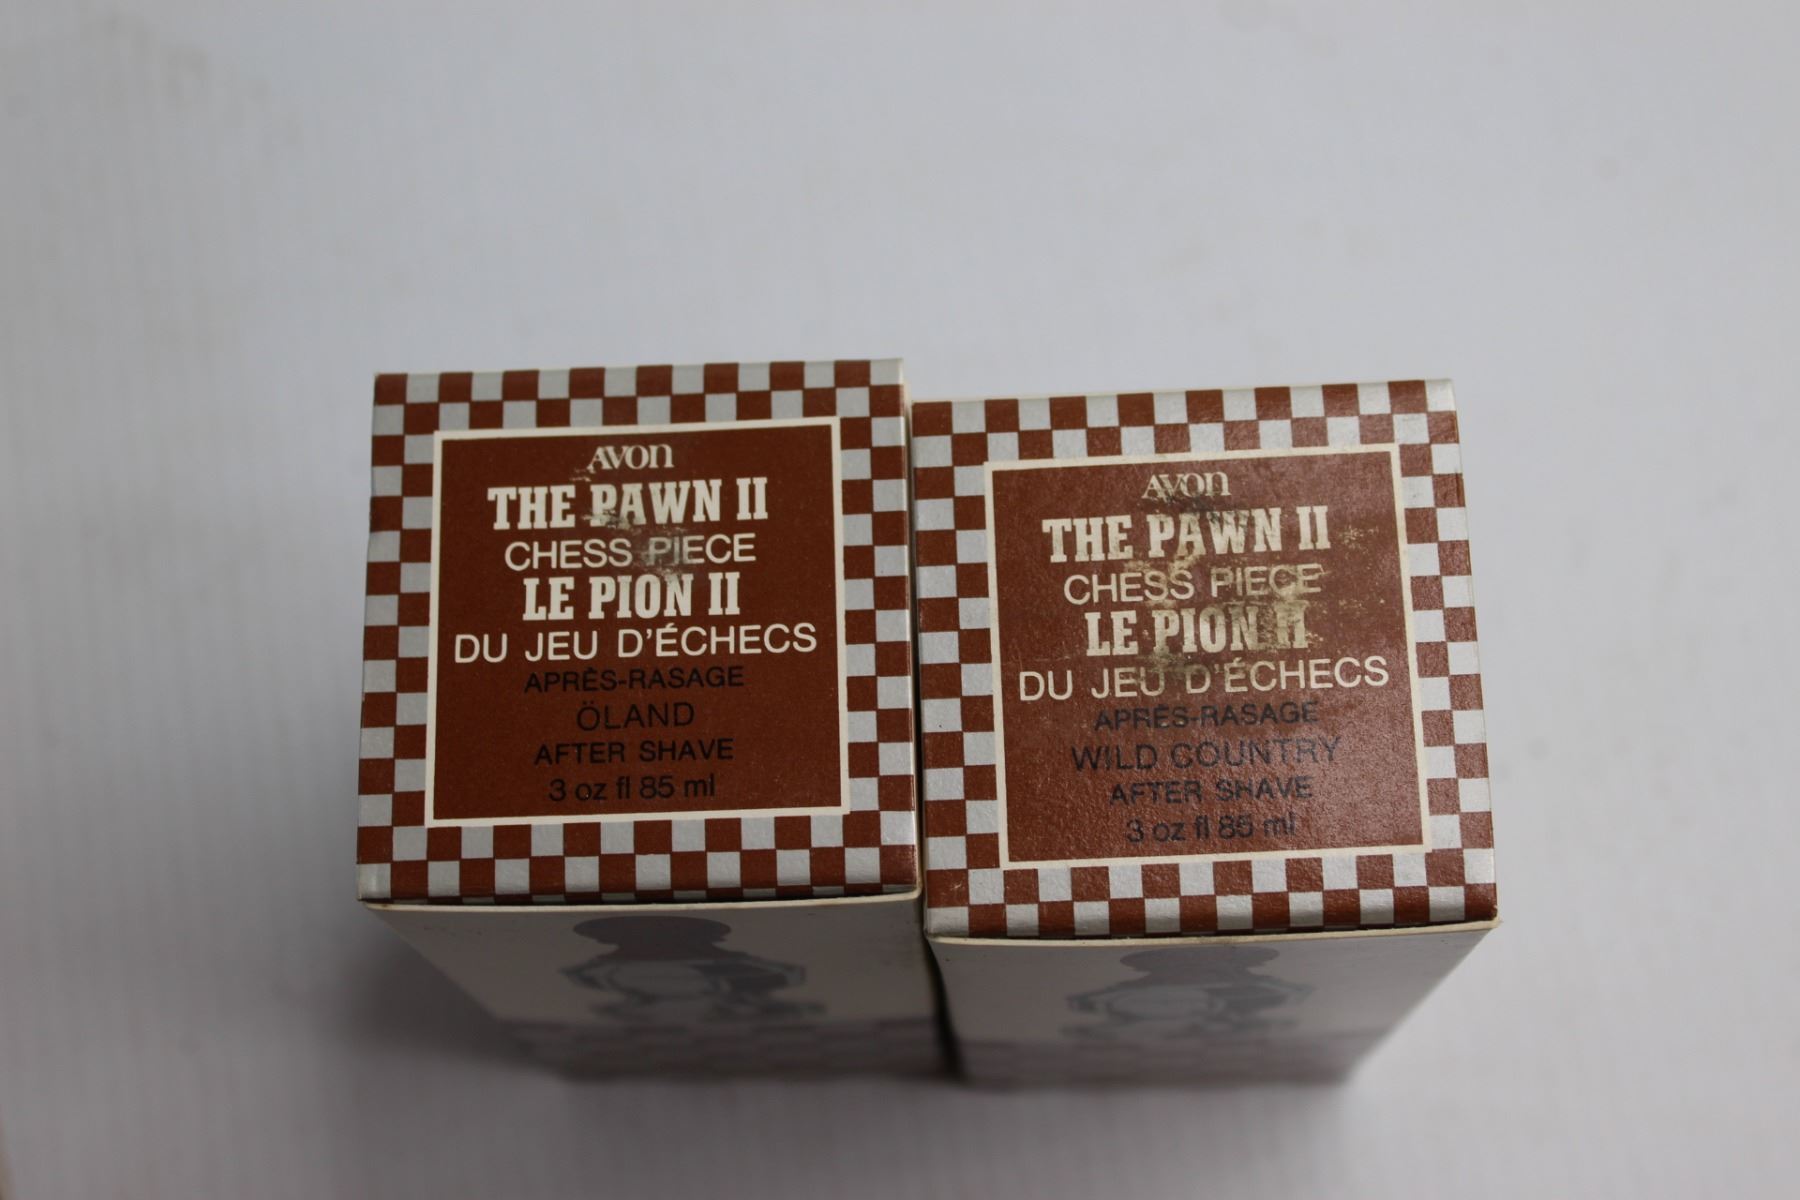 AVON
THE PAWN II
CHESS PIECE
LE PION II
DU JEU D'ÉCHECS
APRÈS-RASAGE
ÖLAND
AFTER SHAVE
3 oz fl 85 ml
AVON
THE PAWN II
CHESS PIECE
LE PION II
DU JEU D'ÉCHECS
APRÈS-RASAGE
WILD COUNTRY
AFTER SHAVE
3 oz fl 85 ml